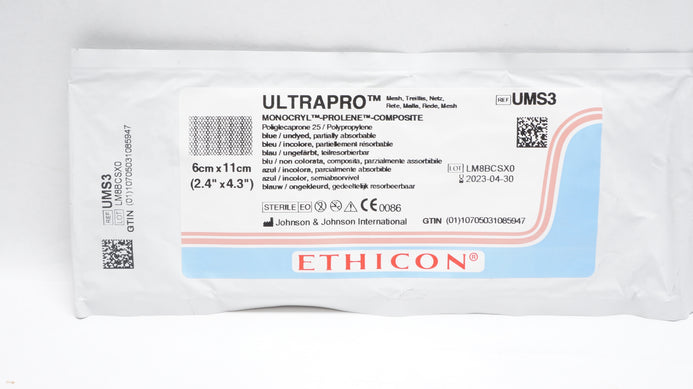 ULTRAPRO™ Mesh, Treillis, Netz,
Rete, Malla, Rede, Mesh
REF UMS3
MONOCRYL™-PROLENE™-COMPOSITE
Poliglecaprone 25 / Polypropylene
blue / undyed, partially absorbable
bleu / incolore, partiellement résorbable
blau / ungefärbt, teilresorbierbar
blu / non colorata, composita, parzialmente assorbibile
azul / incolora, parcialmente absorbible
azul / incolor, semiabsorvível
blauw / ongekleurd, gedeeltelijk resorbeerbaar
6cm x 11cm
(2.4" x 4.3")
LOT LM8BCSX0
2023-04-30
STERILE EO
CE 0086
Johnson & Johnson International
GTIN (01)10705031085947
ETHICON®
REF UMS3
LOT LM8BCSX0
GTIN (01)10705031085947